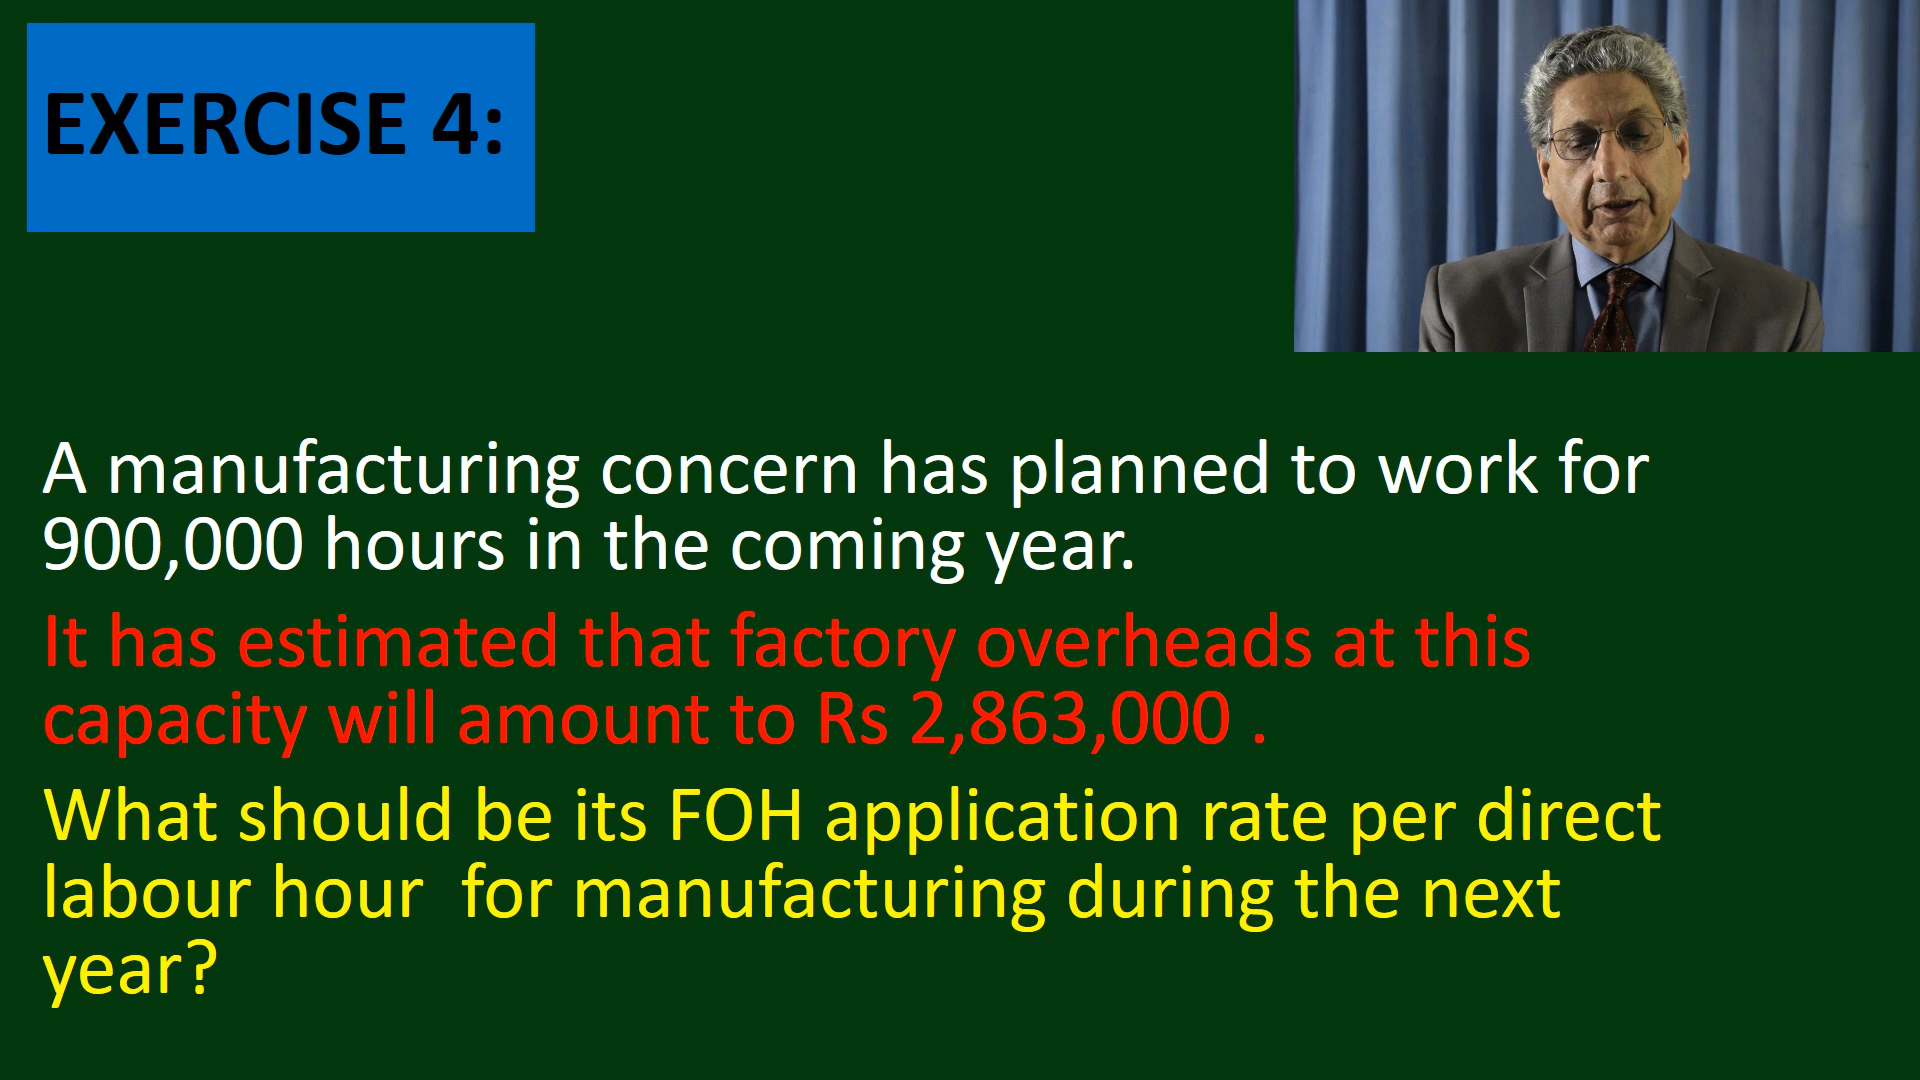 EXERCISE 4:
A manufacturing concern has planned to work for
900,000 hours in the coming year.
It has estimated that factory overheads at this
capacity will amount to Rs 2,863,000 .
What should be its FOH application rate per direct
labour hour  for manufacturing during the next
year?